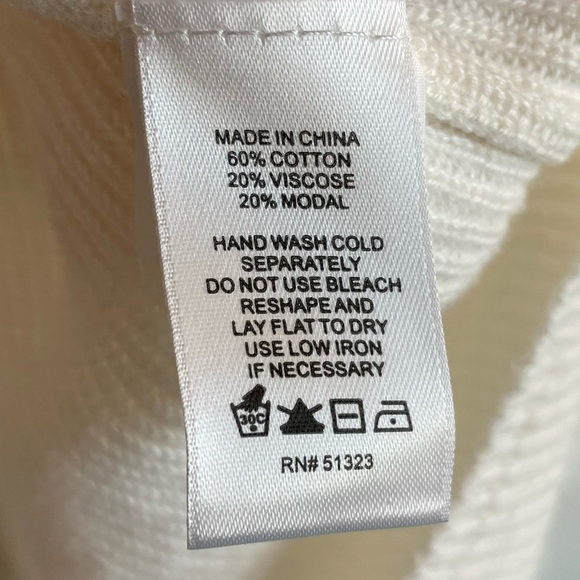 MADE IN CHINA
60% COTTON
20% VISCOSE
20% MODAL
HAND WASH COLD
SEPARATELY
DO NOT USE BLEACH
RESHAPE AND
LAY FLAT TO DRY
USE LOW IRON
IF NECESSARY
30C
RN# 51323